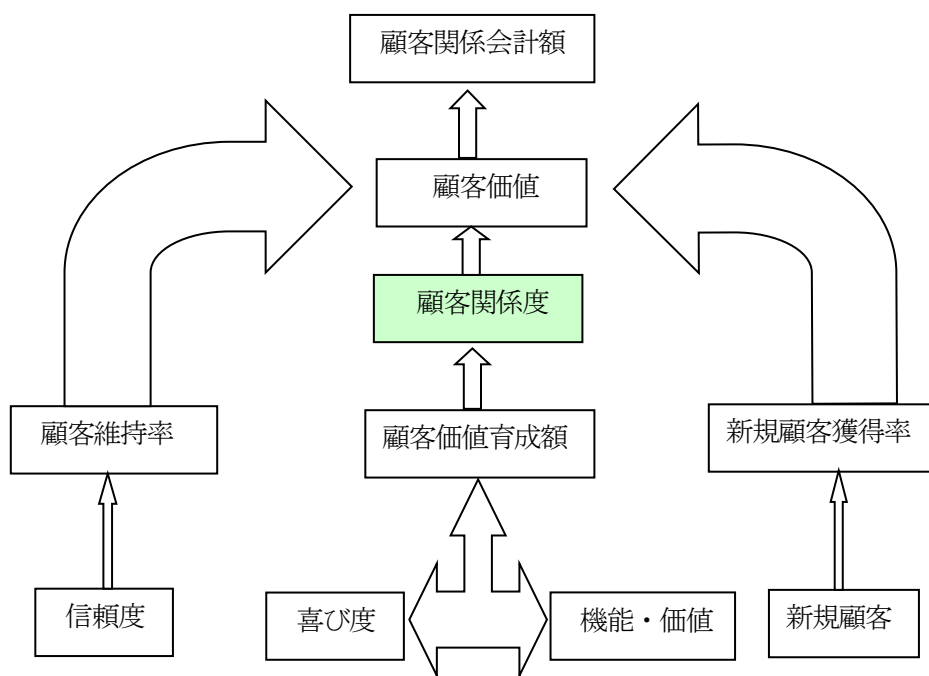 顧客関係会計額
顧客価値
顧客関係度
顧客維持率
顧客価値育成額
新規顧客獲得率
信頼度
喜び度
機能・価値
新規顧客